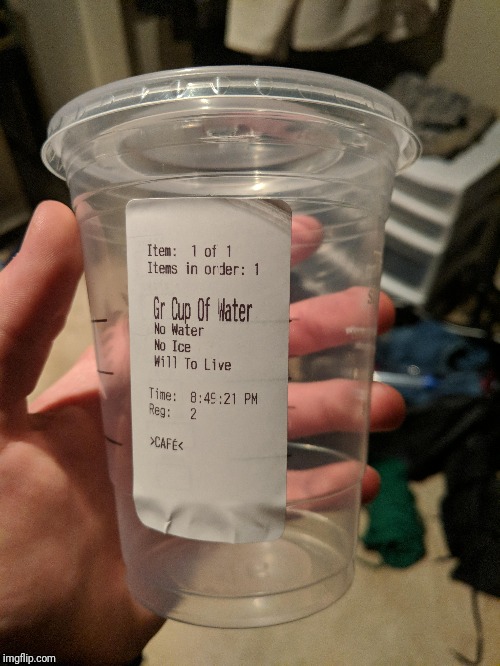 Item: 1 of 1
Items in order: 1
Gr Cup Of Water
No Water
No Ice
Will To Live
Time: 8:49:21 PM
Reg: 2
>CAFÉ<
imgflip.com